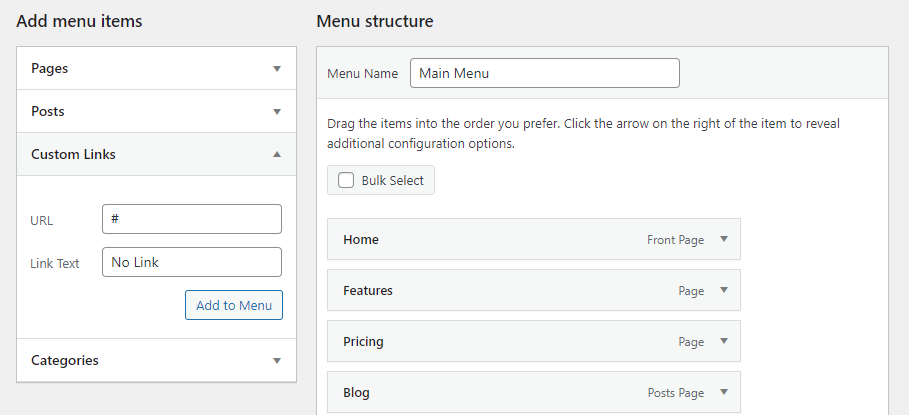 Add menu items
Pages
Posts
Custom Links
URL #
Link Text No Link
Add to Menu
Categories
Menu structure
Menu Name Main Menu
Drag the items into the order you prefer. Click the arrow on the right of the item to reveal
additional configuration options.
Bulk Select
Home Front Page
Features Page
Pricing Page
Blog Posts Page